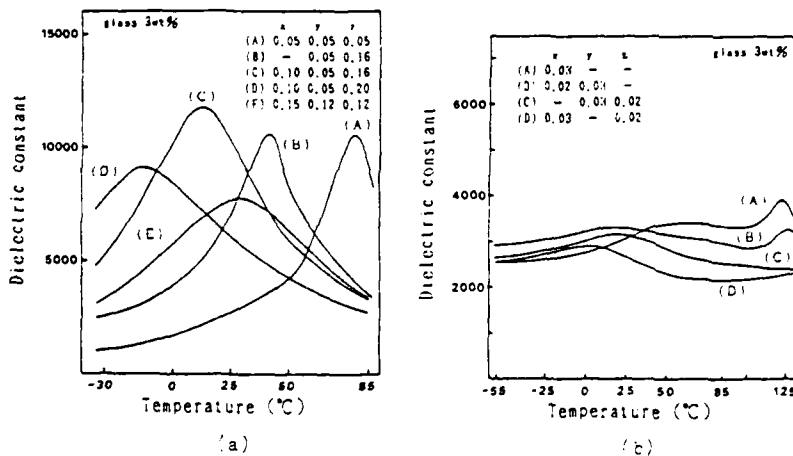 glass 3wt%
x y z
(A) 0.05 0.05 0.05
(B) - 0.05 0.16
(C) 0.10 0.05 0.16
(D) 0.10 0.05 0.20
(E) 0.15 0.12 0.12
15000
10000
5000
Dielectric constant
(A)
(B)
(C)
(D)
(E)
-30 0 25 50 85
Temperature (°C)
(a)
glass 3wt%
x y z
(A) 0.03 - -
(B) 0.02 0.03 -
(C) - 0.03 0.02
(D) 0.03 - 0.02
7000
4000
2000
Dielectric constant
(A)
(B)
(C)
(D)
-55 -25 0 25 50 75 125
Temperature (°C)